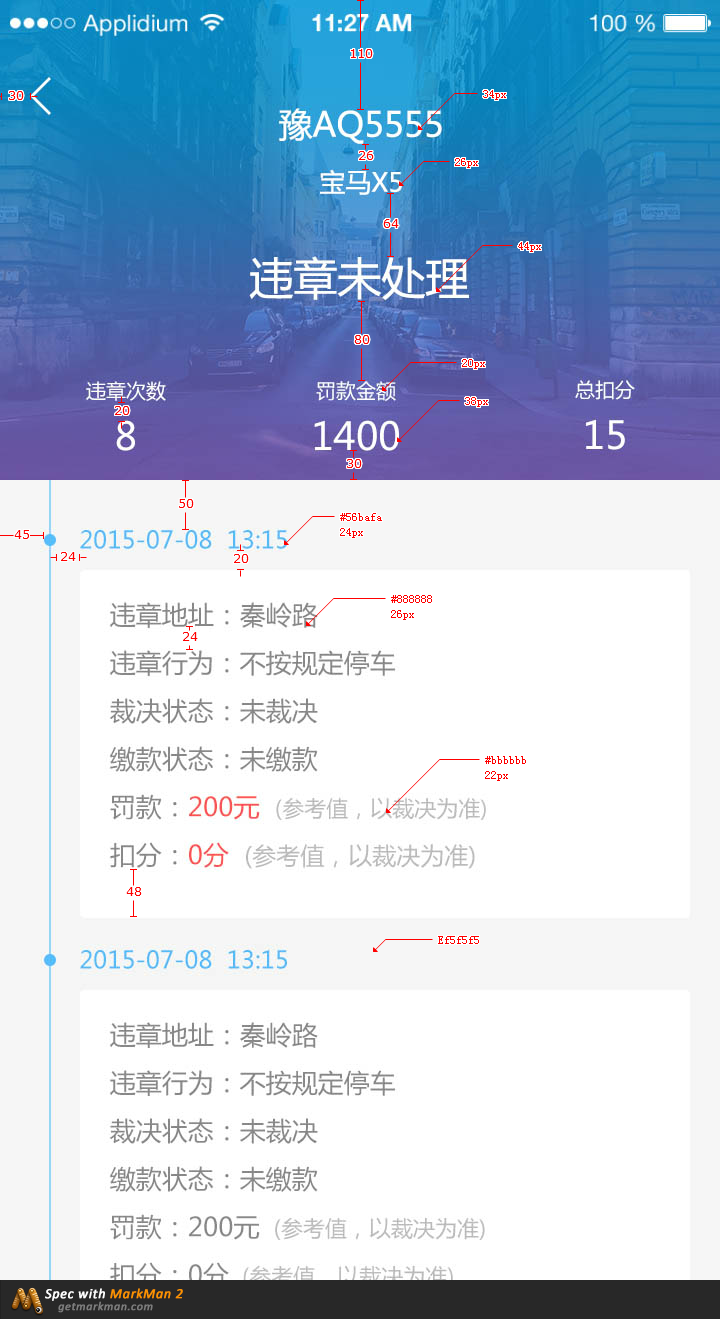 Applidium 11:27 AM 100 %
110
30
34px
豫AQ5555
26
26px
宝马X5
64
44px
违章未处理
80
20px
违章次数 罚款金额 总扣分
20
38px
8 1400 15
30
50
#56bafa
24px
45
2015-07-08 13:15
24
20
#888888
26px
违章地址：秦岭路
24
违章行为：不按规定停车
裁决状态：未裁决
缴款状态：未缴款
#bbbbbb
22px
罚款：200元 (参考值，以裁决为准)
扣分：0分 (参考值，以裁决为准)
48
Ef5f5f5
2015-07-08 13:15
违章地址：秦岭路
违章行为：不按规定停车
裁决状态：未裁决
缴款状态：未缴款
罚款：200元 (参考值，以裁决为准)
扣分：0分 (参考值，以裁决为准)
Spec with MarkMan 2
getmarkman.com